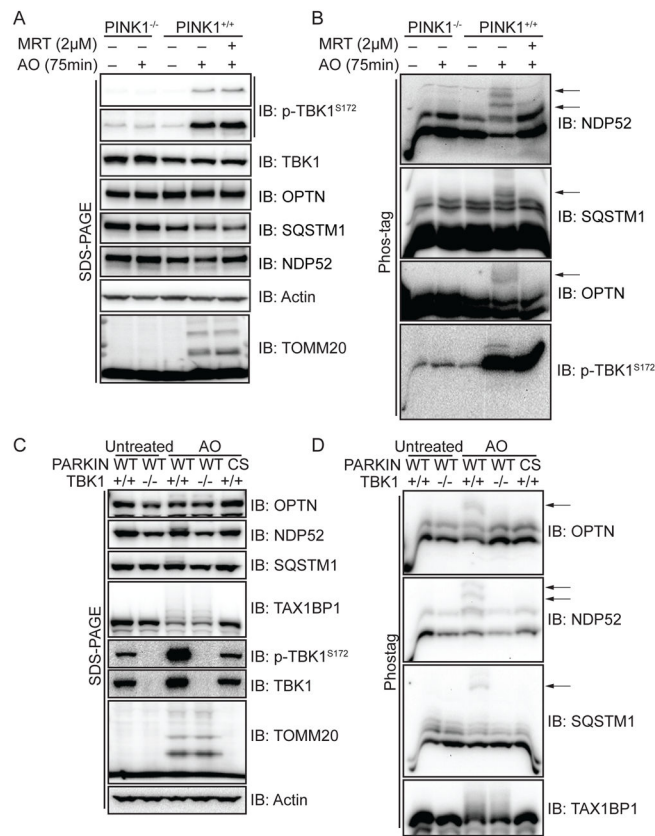 A
PINK1-/- PINK1+/+
MRT (2µM) – – – – +
AO (75min) – + – + +
IB: p-TBK1S172
IB: TBK1
IB: OPTN
IB: SQSTM1
IB: NDP52
IB: Actin
IB: TOMM20
SDS-PAGE
B
PINK1-/- PINK1+/+
MRT (2µM) – – – – +
AO (75min) – + – + +
IB: NDP52
IB: SQSTM1
IB: OPTN
IB: p-TBK1S172
Phos-tag
C
Untreated AO
PARKIN WT WT WT WT CS
TBK1 +/+ -/- +/+ -/- +/+
IB: OPTN
IB: NDP52
IB: SQSTM1
IB: TAX1BP1
IB: p-TBK1S172
IB: TBK1
IB: TOMM20
IB: Actin
SDS-PAGE
D
Untreated AO
PARKIN WT WT WT WT CS
TBK1 +/+ -/- +/+ -/- +/+
IB: OPTN
IB: NDP52
IB: SQSTM1
IB: TAX1BP1
Phostag